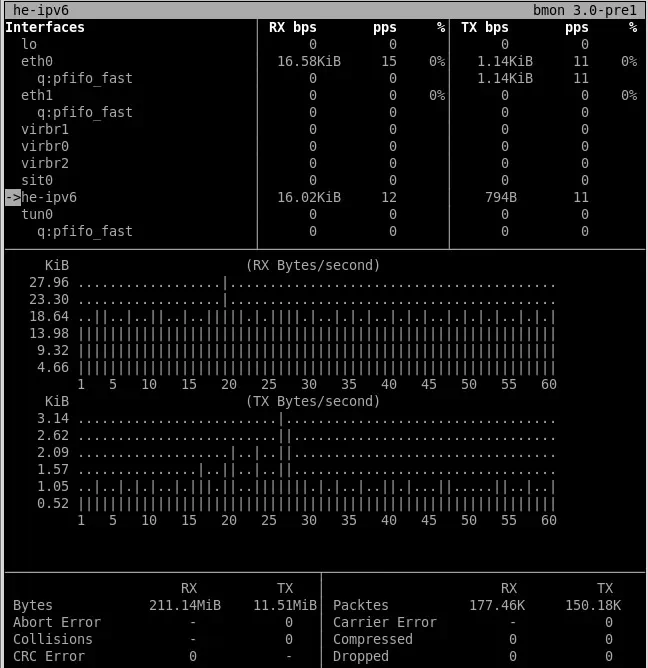 he-ipv6 bmon 3.0-pre1
Interfaces RX bps pps % TX bps pps %
lo 0 0 0 0
eth0 16.58KiB 15 0% 1.14KiB 11 0%
q:pfifo_fast 0 0 1.14KiB 11
eth1 0 0 0% 0 0 0%
q:pfifo_fast 0 0 0 0
virbr1 0 0 0 0
virbr0 0 0 0 0
virbr2 0 0 0 0
sit0 0 0 0 0
->he-ipv6 16.02KiB 12 794B 11
tun0 0 0 0 0
q:pfifo_fast 0 0 0 0
KiB (RX Bytes/second)
27.96
23.30
18.64
13.98
9.32
4.66
1 5 10 15 20 25 30 35 40 45 50 55 60
KiB (TX Bytes/second)
3.14
2.62
2.09
1.57
1.05
0.52
1 5 10 15 20 25 30 35 40 45 50 55 60
RX TX RX TX
Bytes 211.14MiB 11.51MiB Packtes 177.46K 150.18K
Abort Error - 0 Carrier Error - 0
Collisions - 0 Compressed 0 0
CRC Error 0 - Dropped 0 0